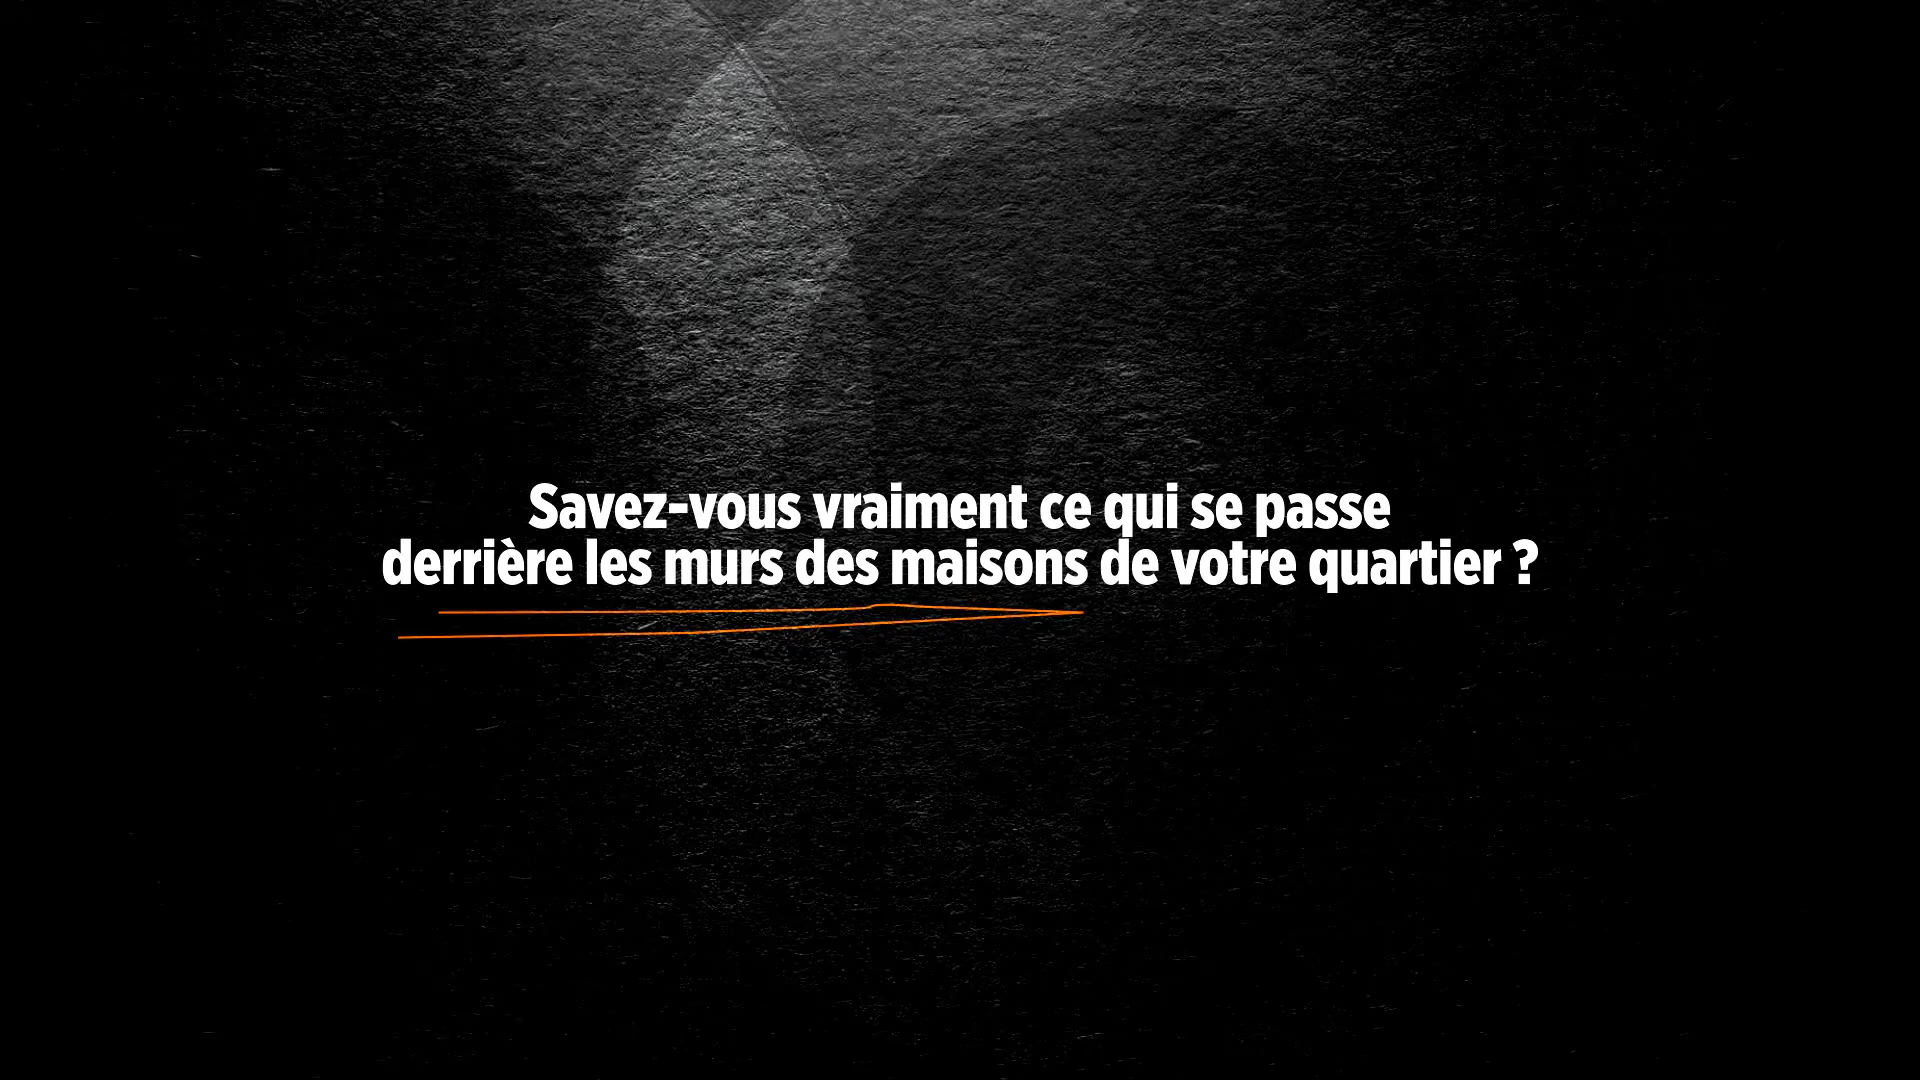 Savez-vous vraiment ce qui se passe
derrière les murs des maisons de votre quartier ?